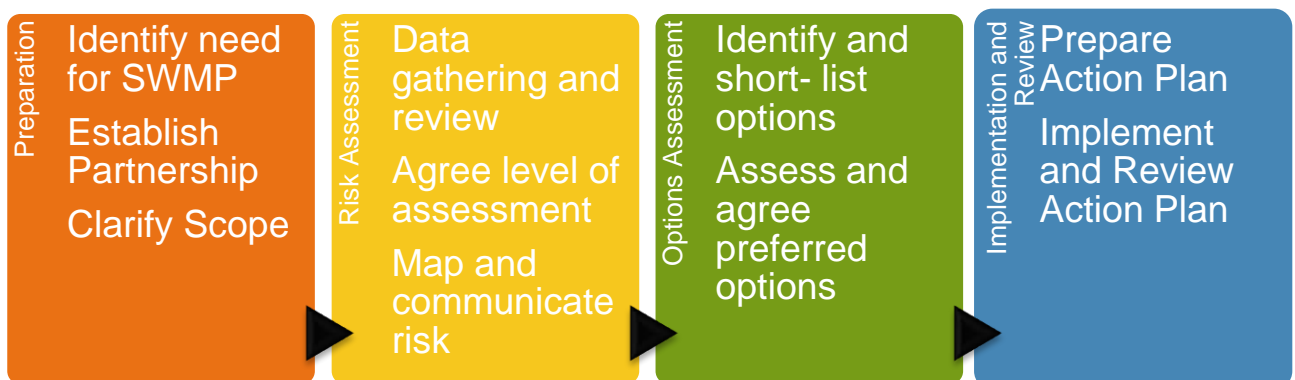 Preparation
Identify need
for SWMP
Establish
Partnership
Clarify Scope
Risk Assessment
Data
gathering and
review
Agree level of
assessment
Map and
communicate
risk
Options Assessment
Identify and
short- list
options
Assess and
agree
preferred
options
Implementation and
Review
Prepare
Action Plan
Implement
and Review
Action Plan